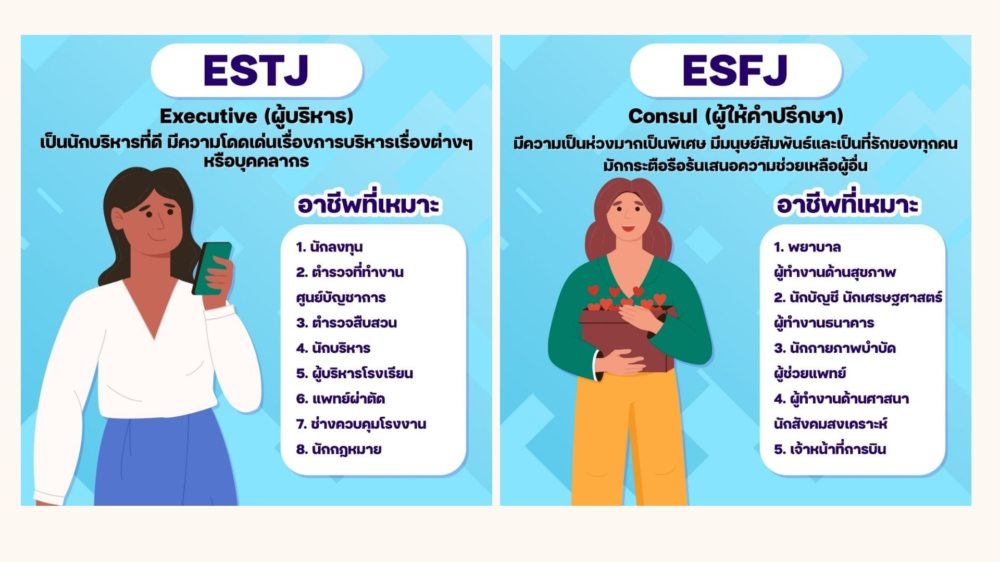 ESTJ
Executive (ผู้บริหาร)
เป็นนักบริหารที่ดี มีความโดดเด่นเรื่องการบริหารเรื่องต่างๆ
หรือบุคคลากร
อาชีพที่เหมาะ
1. นักลงทุน
2. ตำรวจที่ทำงาน
ศูนย์บัญชาการ
3. ตำรวจสืบสวน
4. นักบริหาร
5. ผู้บริหารโรงเรียน
6. แพทย์ผ่าตัด
7. ช่างควบคุมโรงงาน
8. นักกฎหมาย
ESFJ
Consul (ผู้ให้คำปรึกษา)
มีความเป็นห่วงมากเป็นพิเศษ มีมนุษย์สัมพันธ์และเป็นที่รักของทุกคน
มักกระตือรือร้นเสนอความช่วยเหลือผู้อื่น
อาชีพที่เหมาะ
1. พยาบาล
ผู้ทำงานด้านสุขภาพ
2. นักบัญชี นักเศรษฐศาสตร์
ผู้ทำงานธนาคาร
3. นักกายภาพบำบัด
ผู้ช่วยแพทย์
4. ผู้ทำงานด้านศาสนา
นักสังคมสงเคราะห์
5. เจ้าหน้าที่การบิน